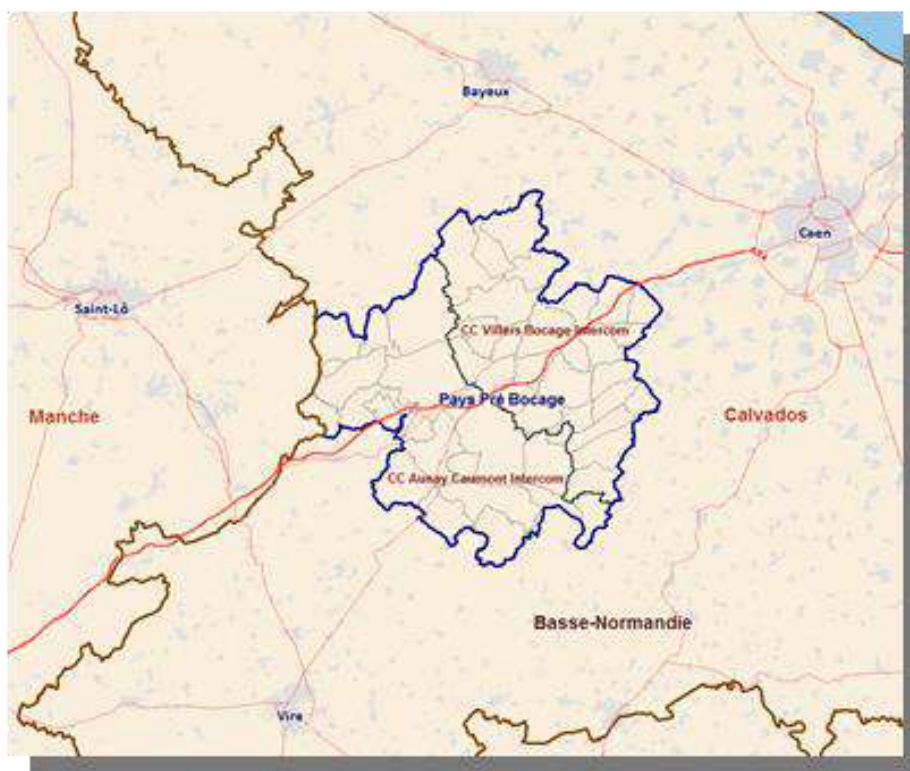 Bayeux
Caen
Saint-Lô
CC Villers Bocage Intercom
Pays Pré Bocage
Manche
Calvados
CC Aunay Caumont Intercom
Basse-Normandie
Vire